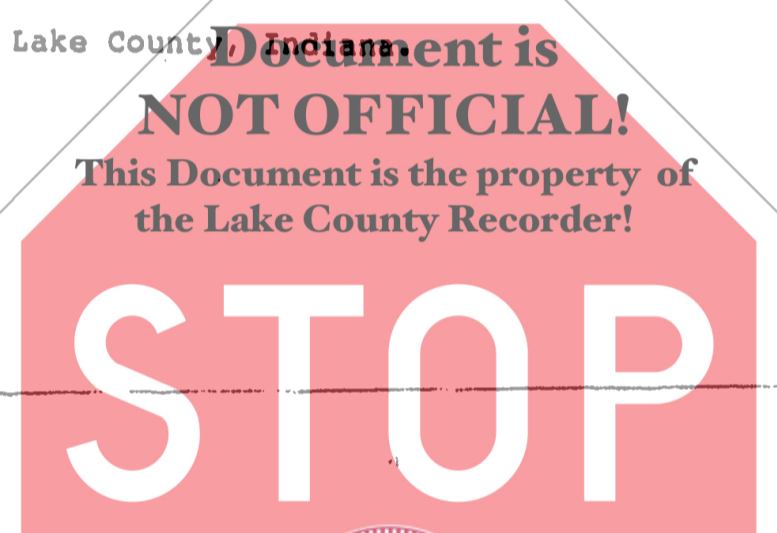 Lake County, Indiana.
Document is
NOT OFFICIAL!
This Document is the property of
the Lake County Recorder!
STOP